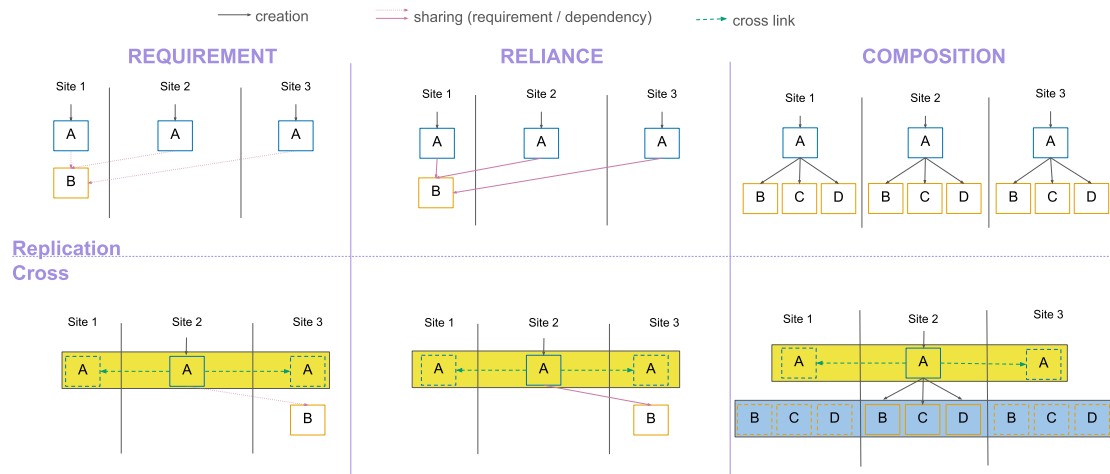 creation
sharing (requirement / dependency)
cross link
REQUIREMENT
RELIANCE
COMPOSITION
Site 1 Site 2 Site 3
A A A
B
Site 1 Site 2 Site 3
A A A
B
Site 1 Site 2 Site 3
A A A
B C D B C D B C D
Replication
Cross
Site 1 Site 2 Site 3
A A A
B
Site 1 Site 2 Site 3
A A A
B
Site 1 Site 2 Site 3
A A A
B C D B C D B C D